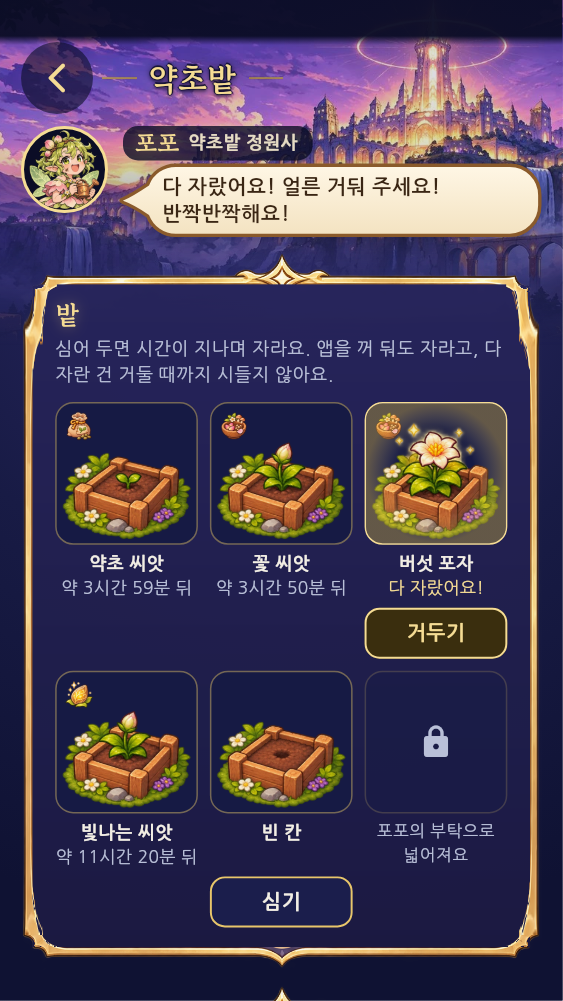 약초밭
포포 약초밭 정원사
다 자랐어요! 얼른 거둬 주세요!
반짝반짝해요!
밭
심어 두면 시간이 지나며 자라요. 앱을 꺼 둬도 자라고, 다
자란 건 거둘 때까지 시들지 않아요.
약초 씨앗
약 3시간 59분 뒤
꽃 씨앗
약 3시간 50분 뒤
버섯 포자
다 자랐어요!
거두기
빛나는 씨앗
약 11시간 20분 뒤
빈 칸
심기
포포의 부탁으로
넓어져요